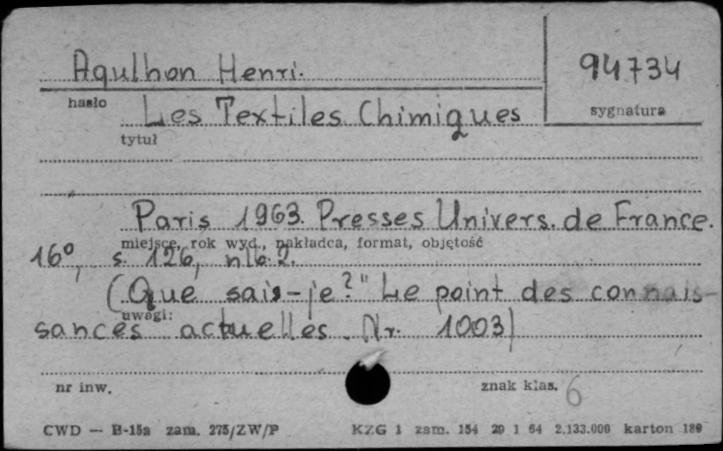 Agulhon Henri.
94734
hasło
sygnatura
Les Textiles Chimiques
tytuł
Paris 1963. Presses Univers. de France.
miejsce, rok wyd., nakładca, format, objętość
16°, s. 126, nlb. 2.
(Que sais-je?" Le point des connais-
uwagi:
sances actuelles. Nr. 1003)
nr inw.
znak klas. 6
CWD — B-15a zam. 275/ZW/P
KZG 1 zam. 154 29 1 64 2.133.000 karton 180